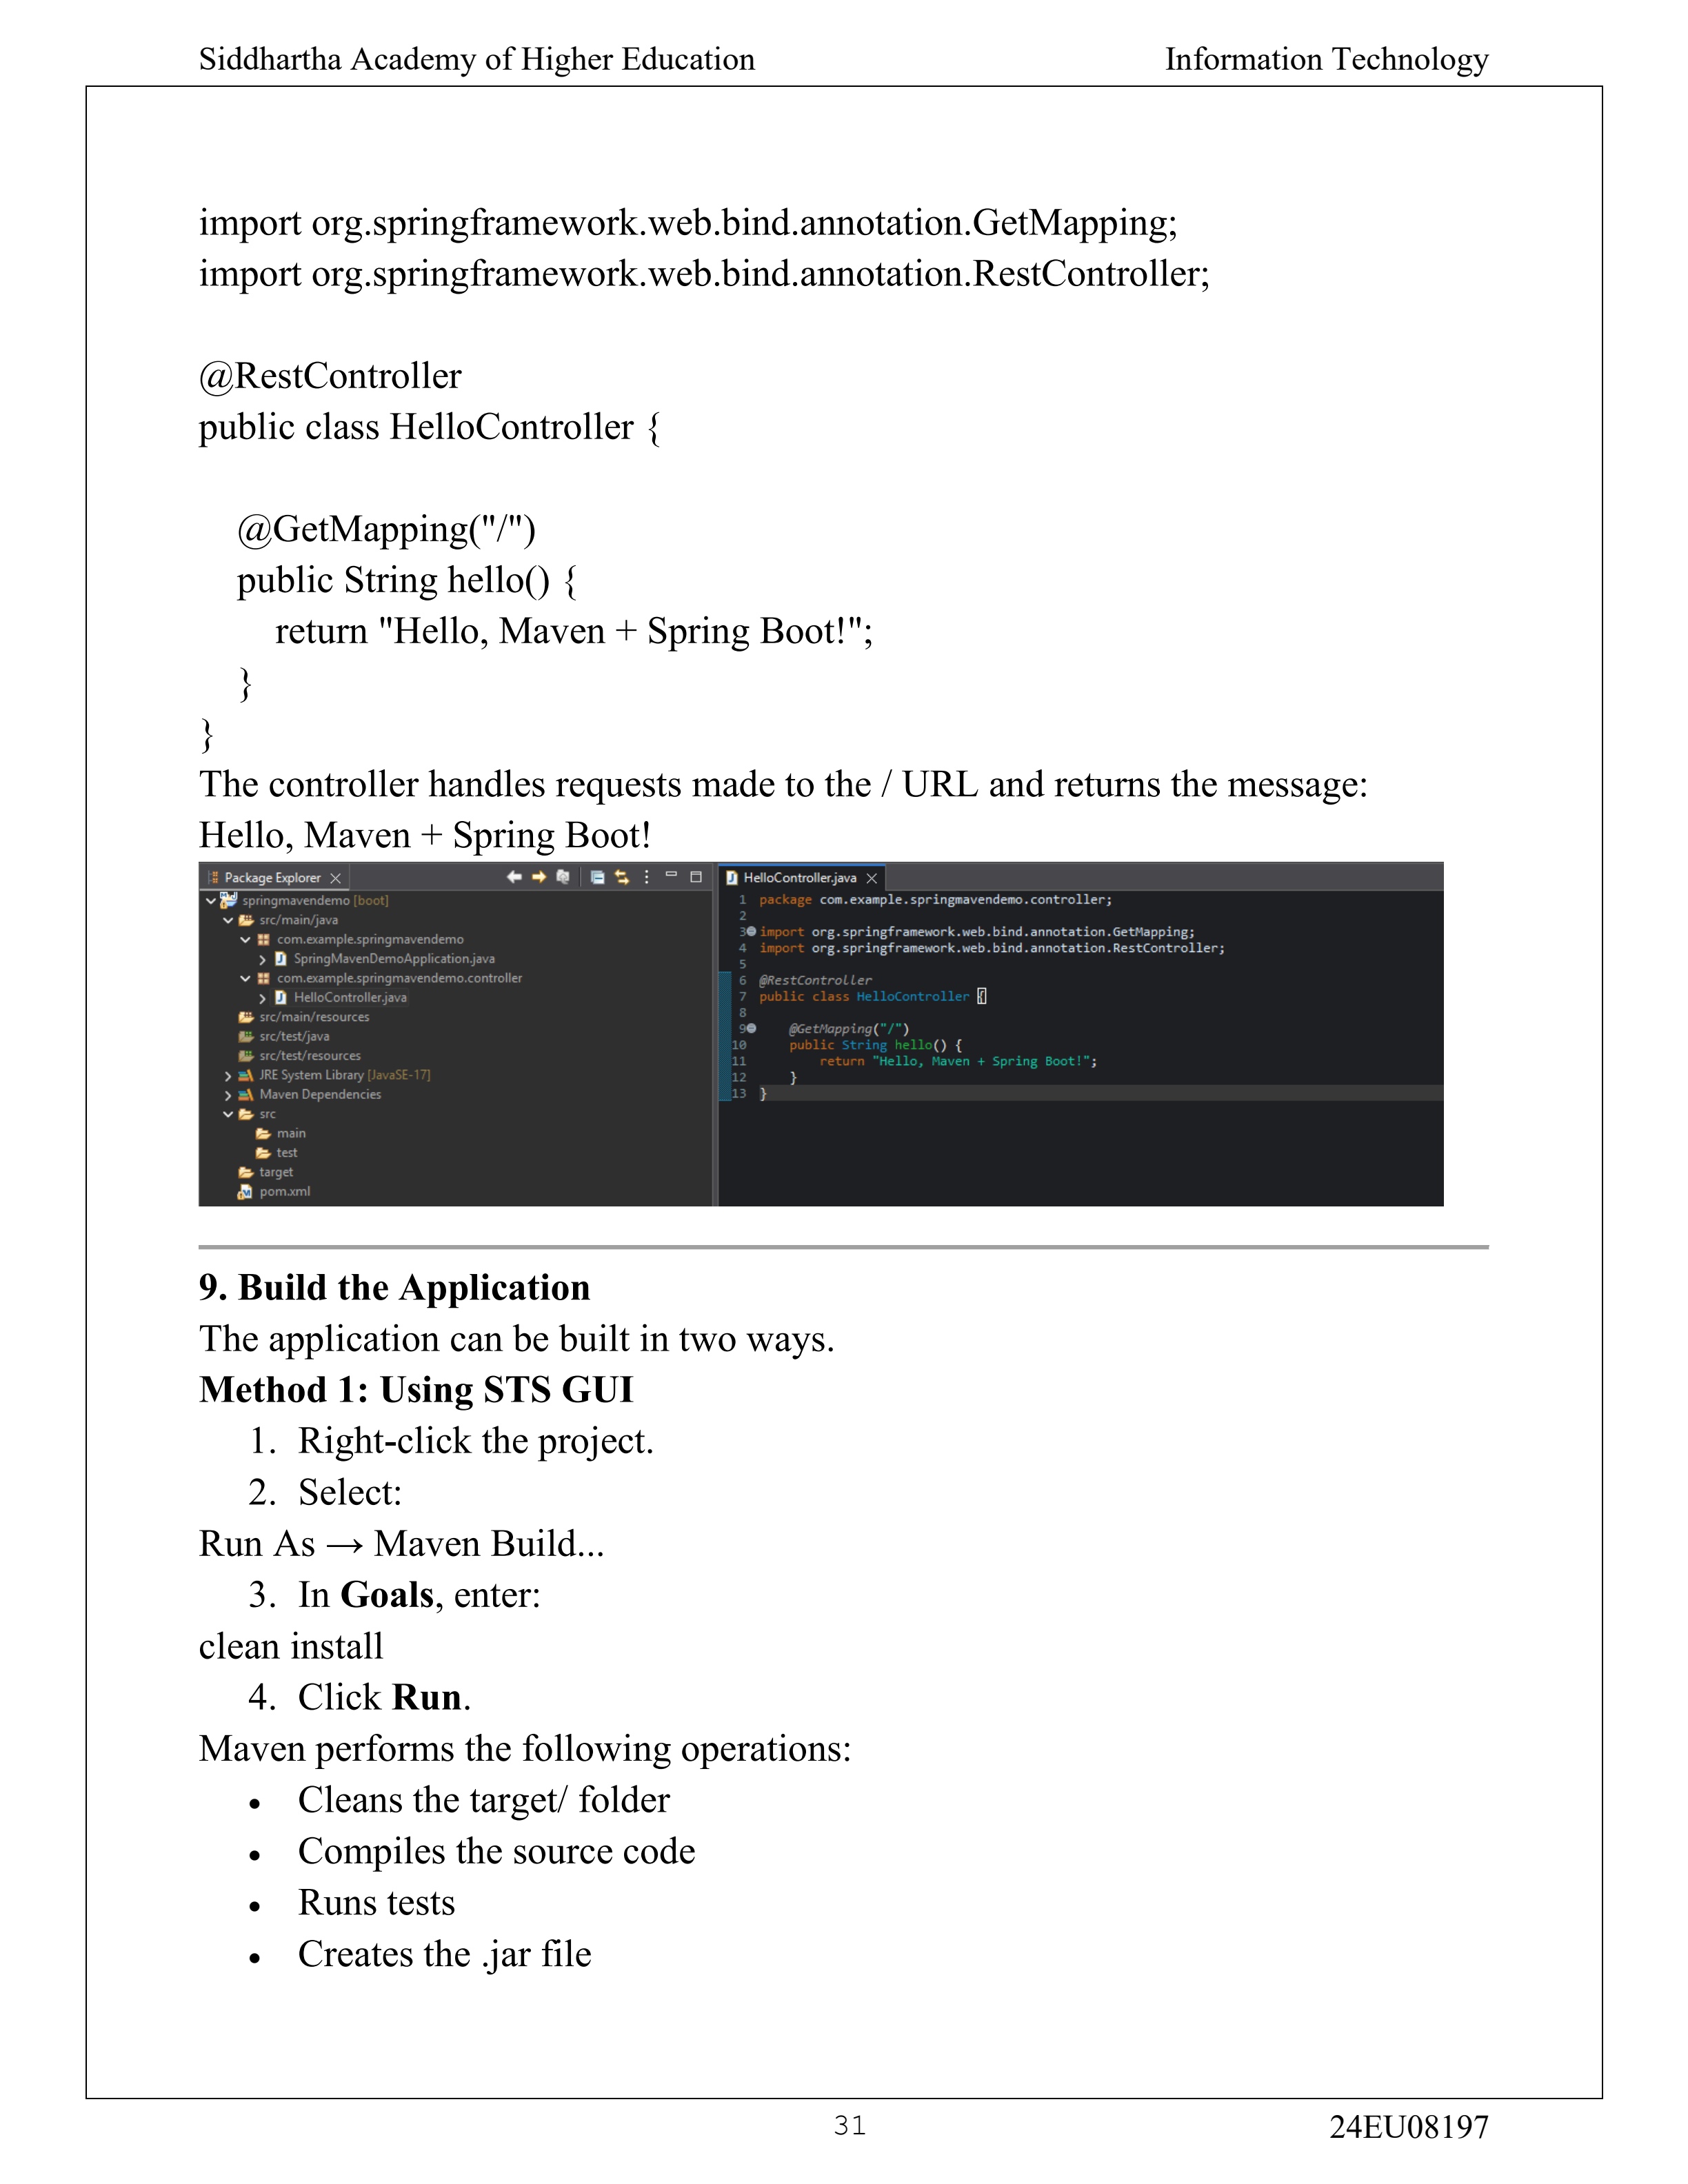 Siddhartha Academy of Higher Education Information Technology
import org.springframework.web.bind.annotation.GetMapping;
import org.springframework.web.bind.annotation.RestController;
@RestController
public class HelloController {
@GetMapping("/")
public String hello() {
return "Hello, Maven + Spring Boot!";
}
}
The controller handles requests made to the / URL and returns the message:
Hello, Maven + Spring Boot!
Package Explorer
springmavendemo [boot]
src/main/java
com.example.springmavendemo
SpringMavenDemoApplication.java
com.example.springmavendemo.controller
HelloController.java
src/main/resources
src/test/java
src/test/resources
JRE System Library [JavaSE-17]
Maven Dependencies
src
main
test
target
pom.xml
HelloController.java
1 package com.example.springmavendemo.controller;
2
3 import org.springframework.web.bind.annotation.GetMapping;
4 import org.springframework.web.bind.annotation.RestController;
5
6 @RestController
7 public class HelloController {
8
9 @GetMapping("/")
10 public String hello() {
11 return "Hello, Maven + Spring Boot!";
12 }
13 }
9. Build the Application
The application can be built in two ways.
Method 1: Using STS GUI
1. Right-click the project.
2. Select:
Run As → Maven Build...
3. In Goals, enter:
clean install
4. Click Run.
Maven performs the following operations:
• Cleans the target/ folder
• Compiles the source code
• Runs tests
• Creates the .jar file
31 24EU08197